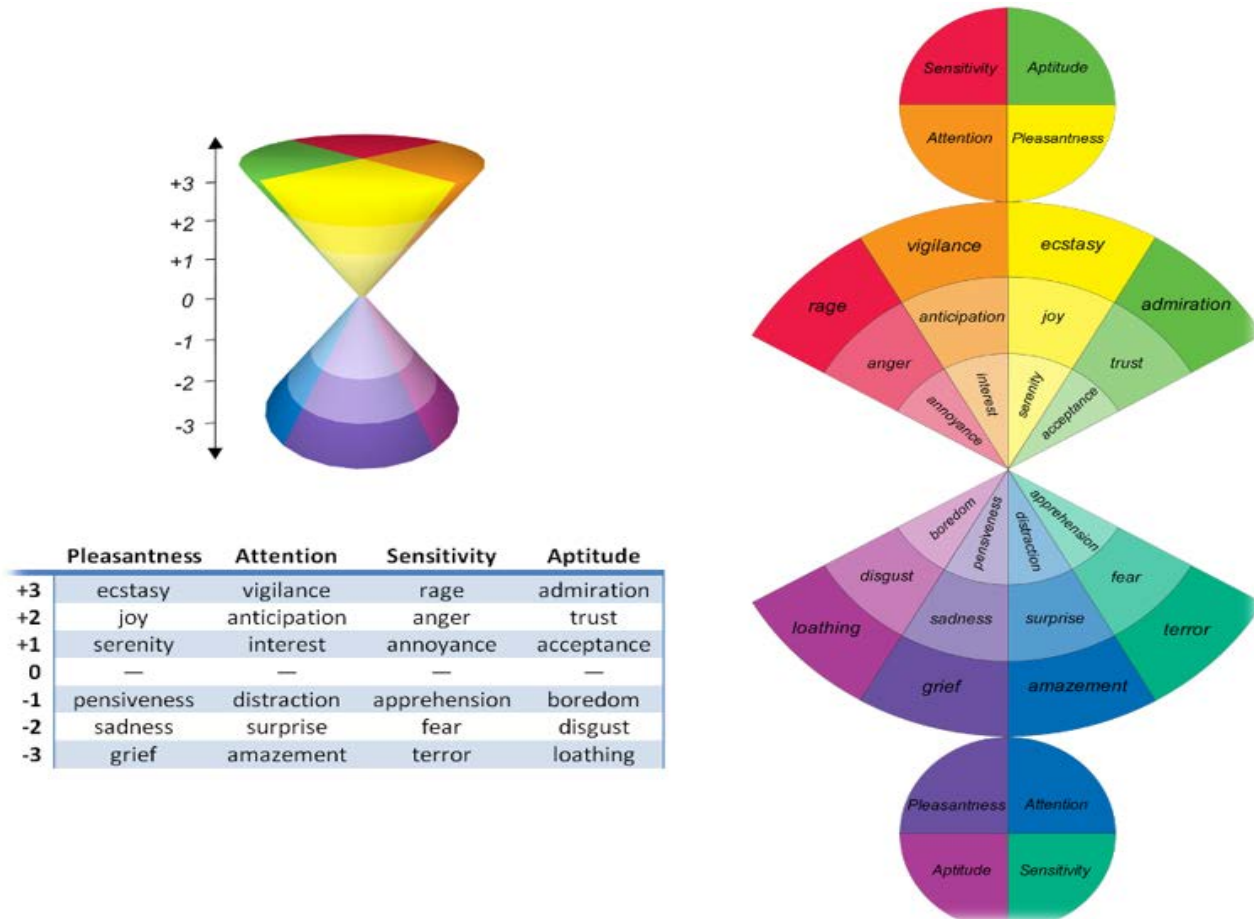 +3
+2
+1
0
-1
-2
-3
Pleasantness Attention Sensitivity Aptitude
+3 ecstasy vigilance rage admiration
+2 joy anticipation anger trust
+1 serenity interest annoyance acceptance
0 — — — —
-1 pensiveness distraction apprehension boredom
-2 sadness surprise fear disgust
-3 grief amazement terror loathing
Sensitivity Aptitude
Attention Pleasantness
vigilance ecstasy
rage admiration
anticipation joy
anger trust
interest serenity
annoyance acceptance
boredom pensiveness distraction apprehension
disgust fear
sadness surprise
loathing terror
grief amazement
Pleasantness Attention
Aptitude Sensitivity